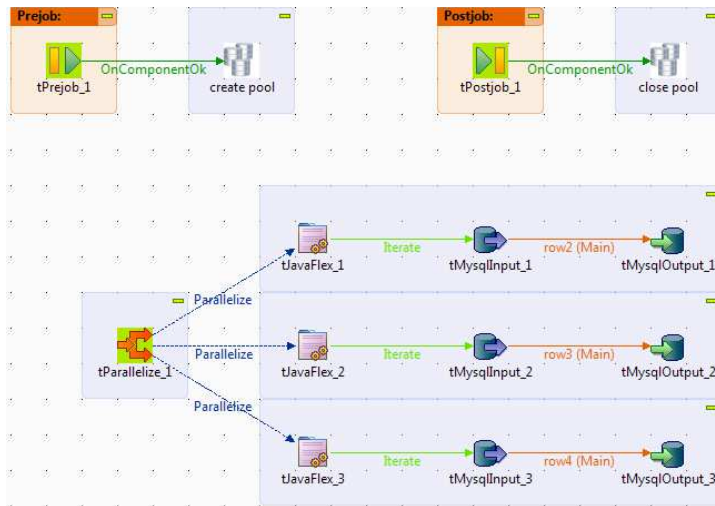 Prejob:
Postjob:
OnComponentOk
OnComponentOk
tPrejob_1
create pool
tPostjob_1
close pool
Iterate
row2 (Main)
tJavaFlex_1
tMysqlInput_1
tMysqlOutput_1
Parallelize
Parallelize
Iterate
row3 (Main)
tParallelize_1
tJavaFlex_2
tMysqlInput_2
tMysqlOutput_2
Parallelize
Iterate
row4 (Main)
tJavaFlex_3
tMysqlInput_3
tMysqlOutput_3